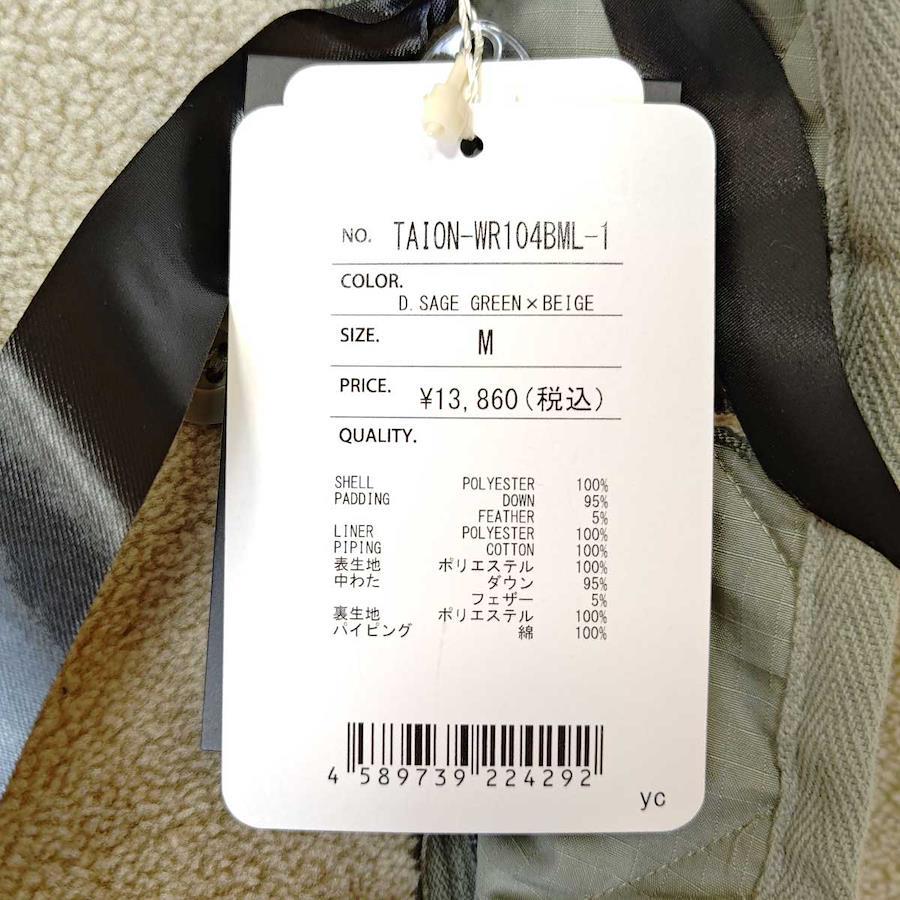 NO. TAION-WR104BML-1
COLOR.
D.SAGE GREEN×BEIGE
SIZE. M
PRICE. ¥13,860(税込)
QUALITY.
SHELL POLYESTER 100%
PADDING DOWN 95%
FEATHER 5%
LINER POLYESTER 100%
PIPING COTTON 100%
表生地 ポリエステル 100%
中わた ダウン 95%
フェザー 5%
裏生地 ポリエステル 100%
パイピング 綿 100%
4 589739 224292
yc